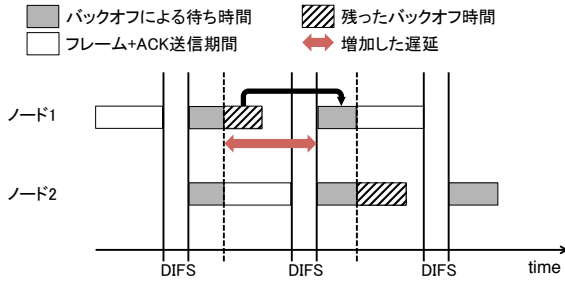 バックオフによる待ち時間
残ったバックオフ時間
フレーム+ACK送信期間
増加した遅延
ノード1
ノード2
DIFS
DIFS
DIFS
time